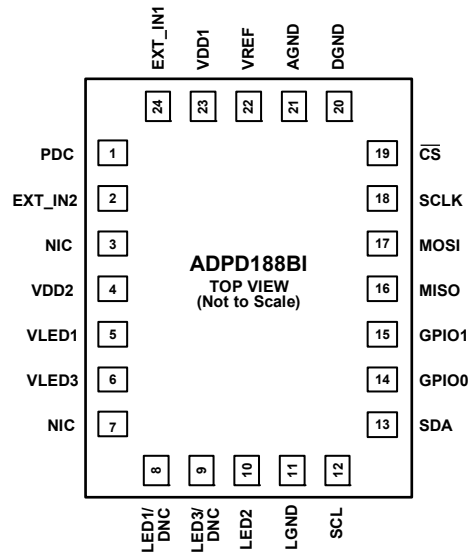 EXT_IN1
VDD1
VREF
AGND
DGND
24
23
22
21
20
PDC 1
19 CS
EXT_IN2 2
18 SCLK
NIC 3
17 MOSI
ADPD188BI
TOP VIEW
(Not to Scale)
VDD2 4
16 MISO
VLED1 5
15 GPIO1
VLED3 6
14 GPIO0
NIC 7
13 SDA
8
9
10
11
12
LED1/
DNC
LED3/
DNC
LED2
LGND
SCL